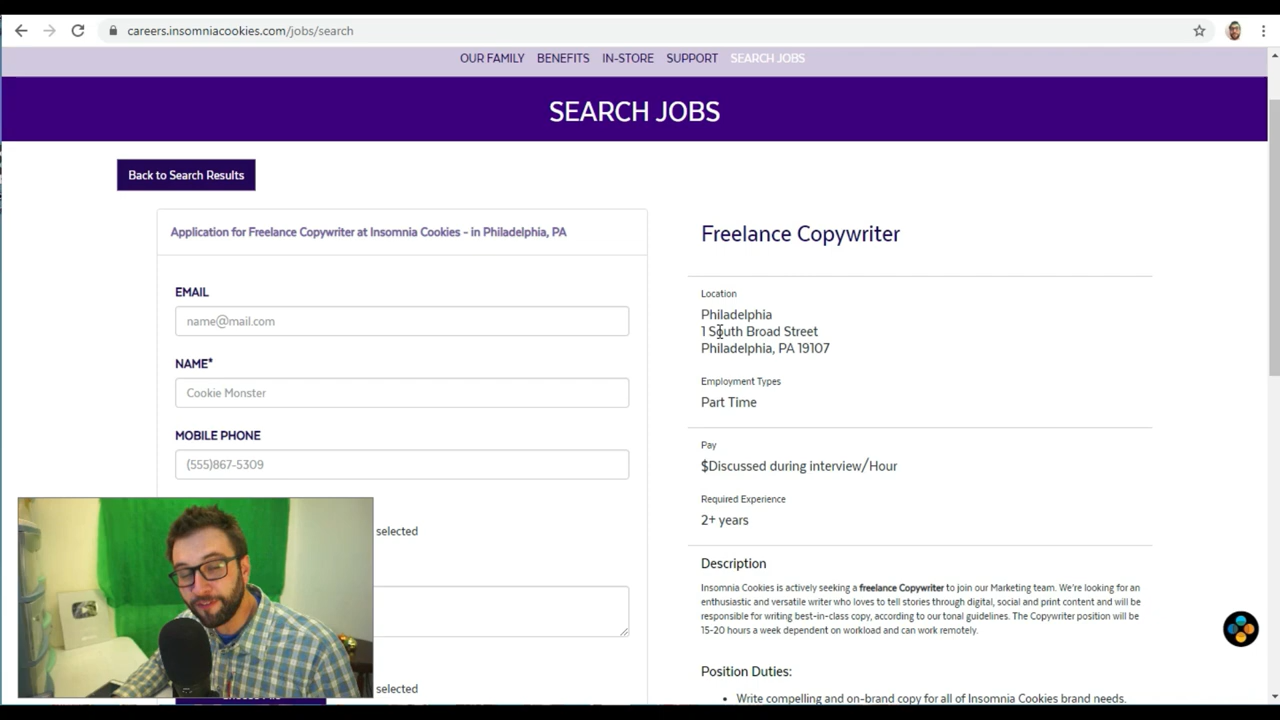 careers.insomniacookies.com/jobs/search
OUR FAMILY BENEFITS IN-STORE SUPPORT SEARCH JOBS
SEARCH JOBS
Back to Search Results
Application for Freelance Copywriter at Insomnia Cookies - in Philadelphia, PA
EMAIL
name@mail.com
NAME*
Cookie Monster
MOBILE PHONE
(555)867-5309
selected
selected
Freelance Copywriter
Location
Philadelphia
1 South Broad Street
Philadelphia, PA 19107
Employment Types
Part Time
Pay
$Discussed during interview/Hour
Required Experience
2+ years
Description
Insomnia Cookies is actively seeking a freelance Copywriter to join our Marketing team. We're looking for an
enthusiastic and versatile writer who loves to tell stories through digital, social and print content and will be
responsible for writing best-in-class copy, according to our tonal guidelines. The Copywriter position will be
15-20 hours a week dependent on workload and can work remotely.
Position Duties:
• Write compelling and on-brand copy for all of Insomnia Cookies brand needs.